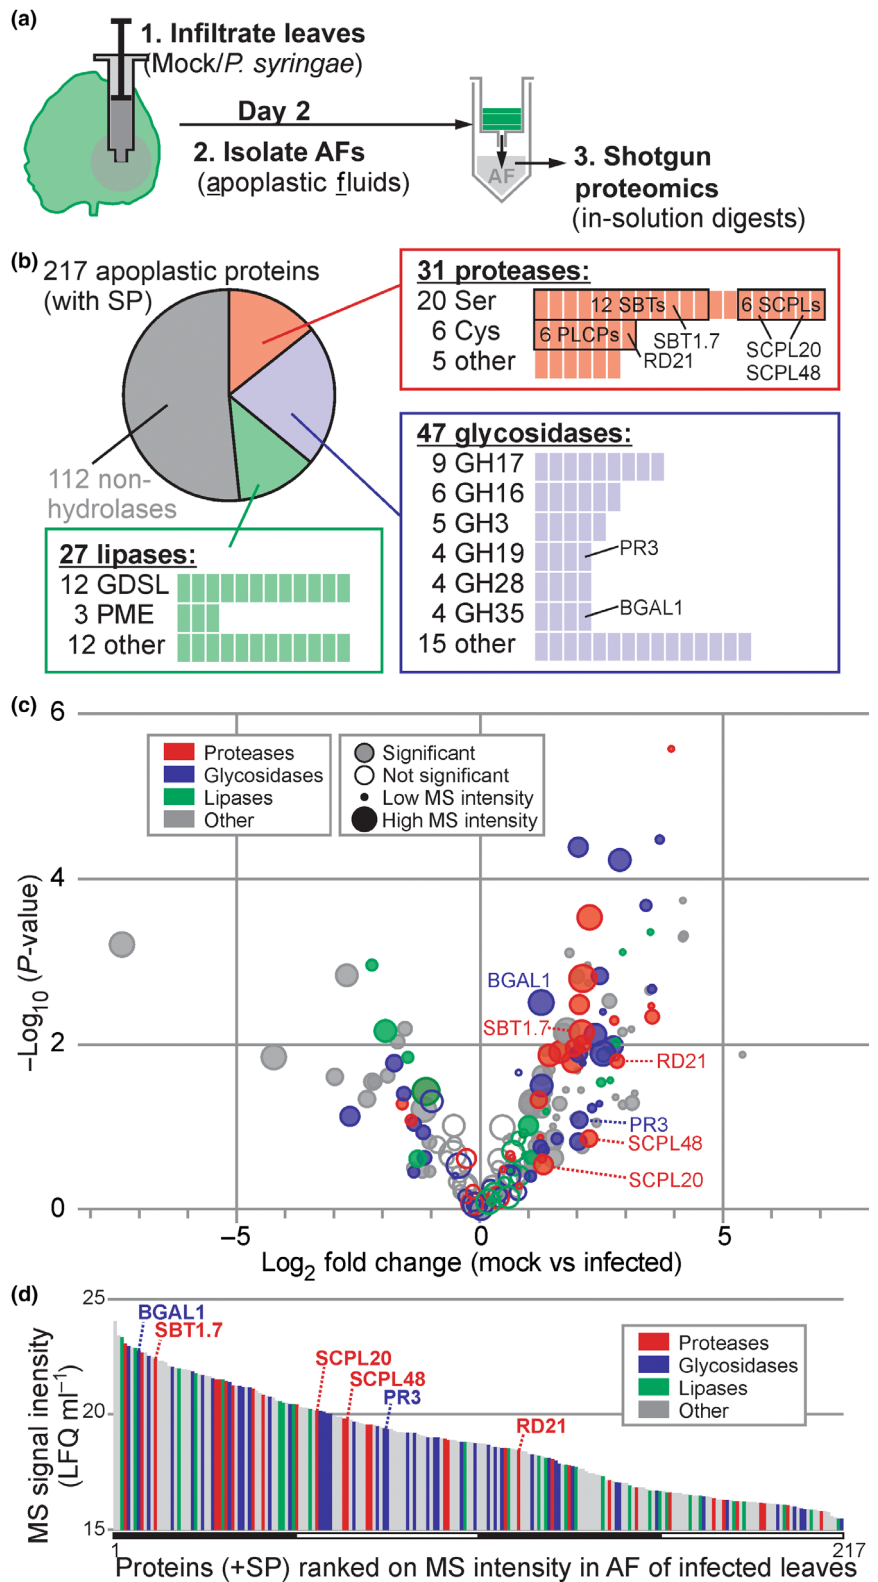 (a)
1. Infiltrate leaves
(Mock/P. syringae)
Day 2
2. Isolate AFs
(apoplastic fluids)
AF
3. Shotgun
proteomics
(in-solution digests)
(b)
217 apoplastic proteins
(with SP)
112 non-
hydrolases
31 proteases:
20 Ser
12 SBTs
6 SCPLs
6 Cys
6 PLCPs
SBT1.7
RD21
SCPL20
SCPL48
5 other
47 glycosidases:
9 GH17
6 GH16
5 GH3
4 GH19
PR3
4 GH28
4 GH35
BGAL1
15 other
27 lipases:
12 GDSL
3 PME
12 other
(c)
6
4
2
0
–Log10 (P-value)
Proteases
Glycosidases
Lipases
Other
Significant
Not significant
Low MS intensity
High MS intensity
BGAL1
SBT1.7
RD21
PR3
SCPL48
SCPL20
–5
0
5
Log2 fold change (mock vs infected)
(d)
25
20
15
MS signal inensity
(LFQ ml–1)
BGAL1
SBT1.7
SCPL20
SCPL48
PR3
RD21
Proteases
Glycosidases
Lipases
Other
1
217
Proteins (+SP) ranked on MS intensity in AF of infected leaves